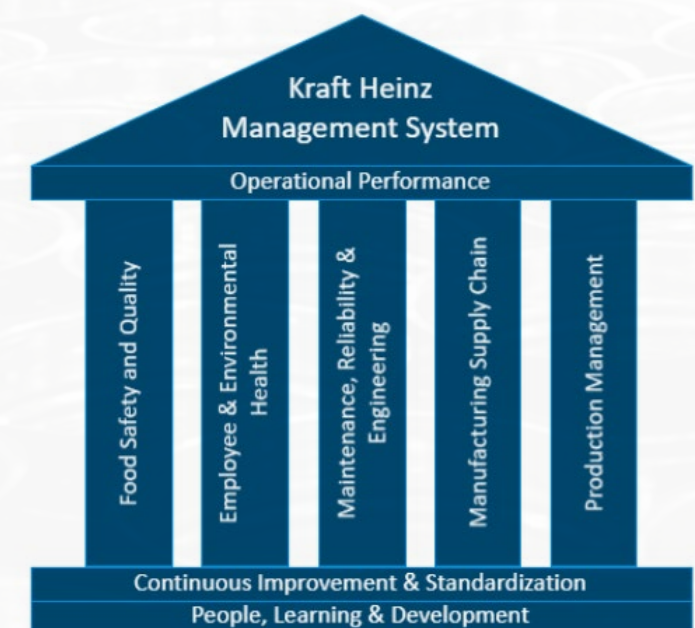 Kraft Heinz
Management System
Operational Performance
Food Safety and Quality
Employee & Environmental
Health
Maintenance, Reliability &
Engineering
Manufacturing Supply Chain
Production Management
Continuous Improvement & Standardization
People, Learning & Development